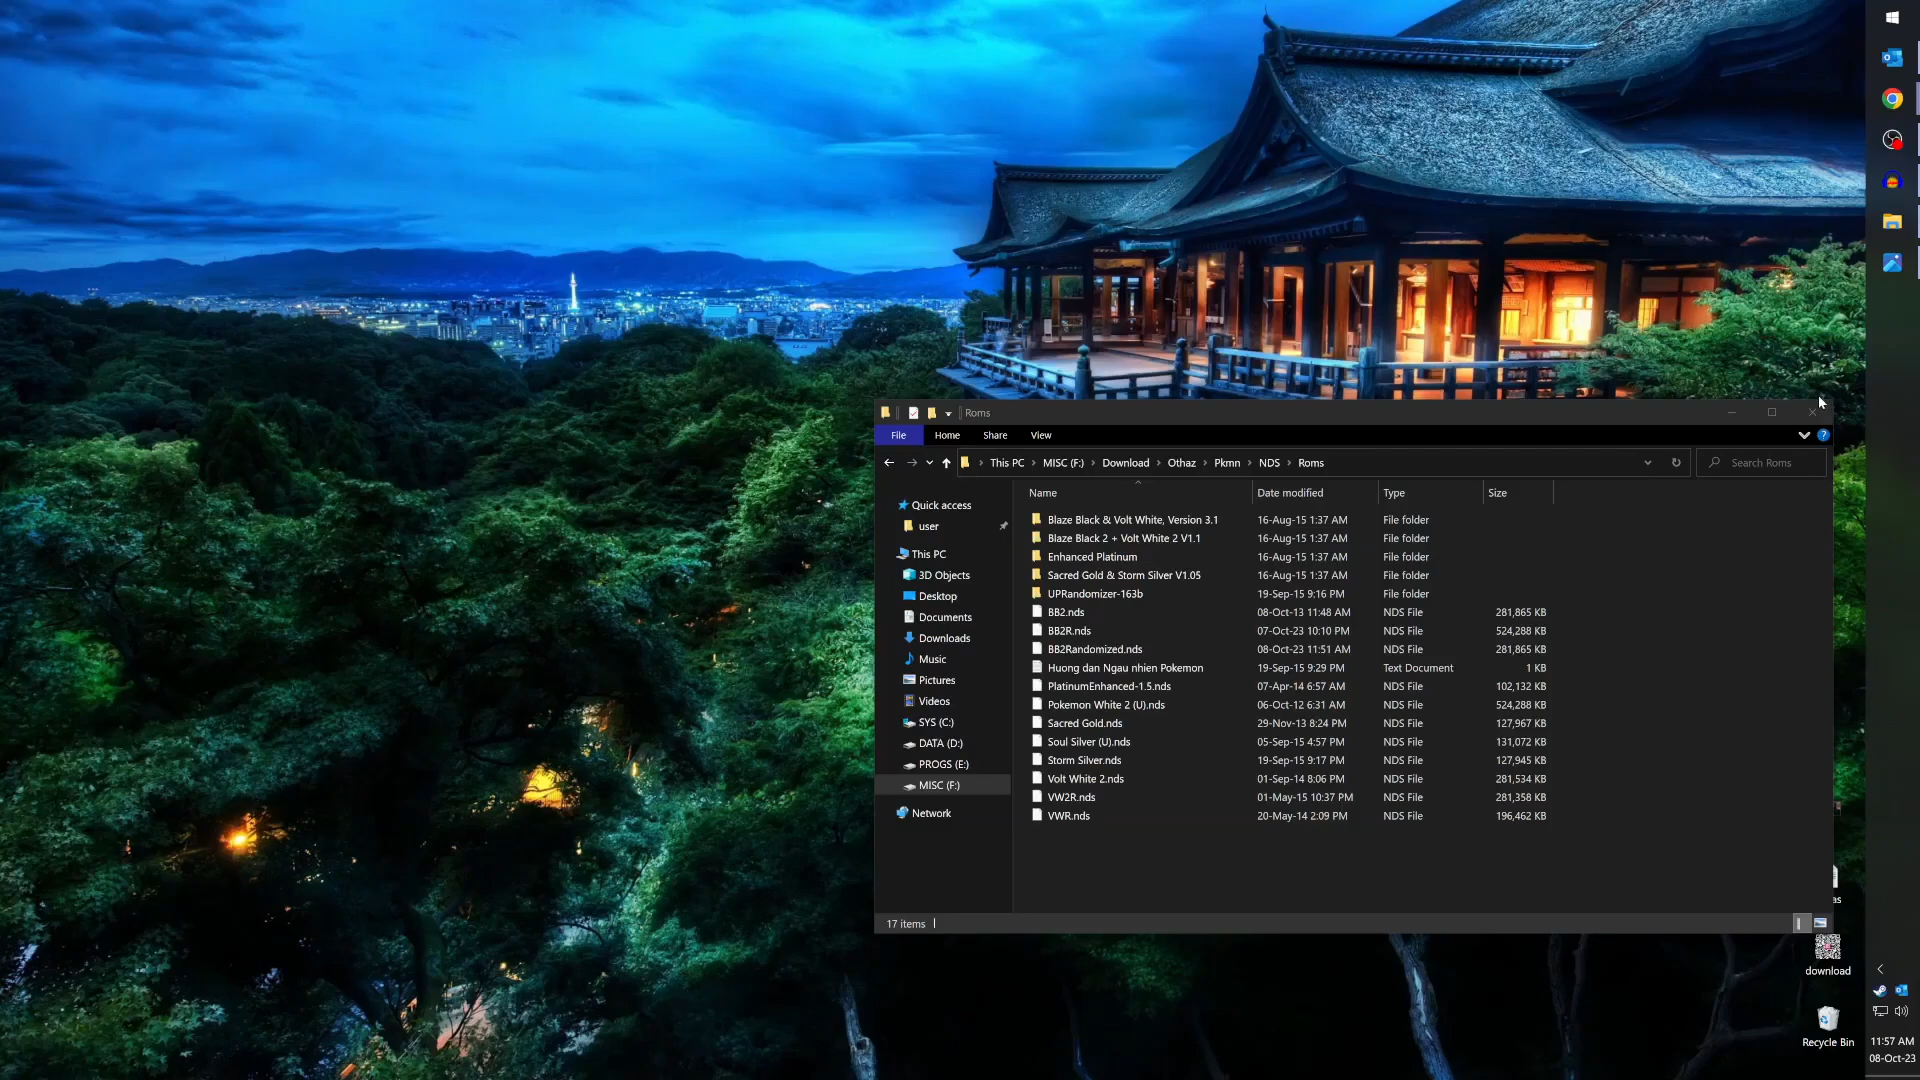 Roms
File Home Share View
This PC MISC (F:) Download Othaz Pkmn NDS Roms Search Roms
Name Date modified Type Size
Quick access
user
This PC
3D Objects
Desktop
Documents
Downloads
Music
Pictures
Videos
SYS (C:)
DATA (D:)
PROGS (E:)
MISC (F:)
Network
Blaze Black & Volt White, Version 3.1 16-Aug-15 1:37 AM File folder
Blaze Black 2 + Volt White 2 V1.1 16-Aug-15 1:37 AM File folder
Enhanced Platinum 16-Aug-15 1:37 AM File folder
Sacred Gold & Storm Silver V1.05 16-Aug-15 1:37 AM File folder
UPRandomizer-163b 19-Sep-15 9:16 PM File folder
BB2.nds 08-Oct-13 11:48 AM NDS File 281,865 KB
BB2R.nds 07-Oct-23 10:10 PM NDS File 524,288 KB
BB2Randomized.nds 08-Oct-23 11:51 AM NDS File 281,865 KB
Huong dan Ngau nhien Pokemon 19-Sep-15 9:29 PM Text Document 1 KB
PlatinumEnhanced-1.5.nds 07-Apr-14 6:57 AM NDS File 102,132 KB
Pokemon White 2 (U).nds 06-Oct-12 6:31 AM NDS File 524,288 KB
Sacred Gold.nds 29-Nov-13 8:24 PM NDS File 127,967 KB
Soul Silver (U).nds 05-Sep-15 4:57 PM NDS File 131,072 KB
Storm Silver.nds 19-Sep-15 9:17 PM NDS File 127,945 KB
Volt White 2.nds 01-Sep-14 8:06 PM NDS File 281,534 KB
VW2R.nds 01-May-15 10:37 PM NDS File 281,358 KB
VWR.nds 20-May-14 2:09 PM NDS File 196,462 KB
17 items
as
download
Recycle Bin
11:57 AM
08-Oct-23